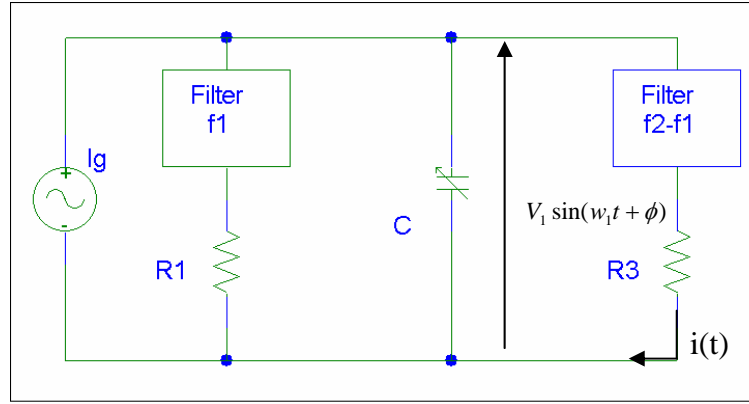 Filter
f1
Filter
f2-f1
Ig
+
-
R1
C
V₁ sin(w₁t + ϕ)
R3
i(t)